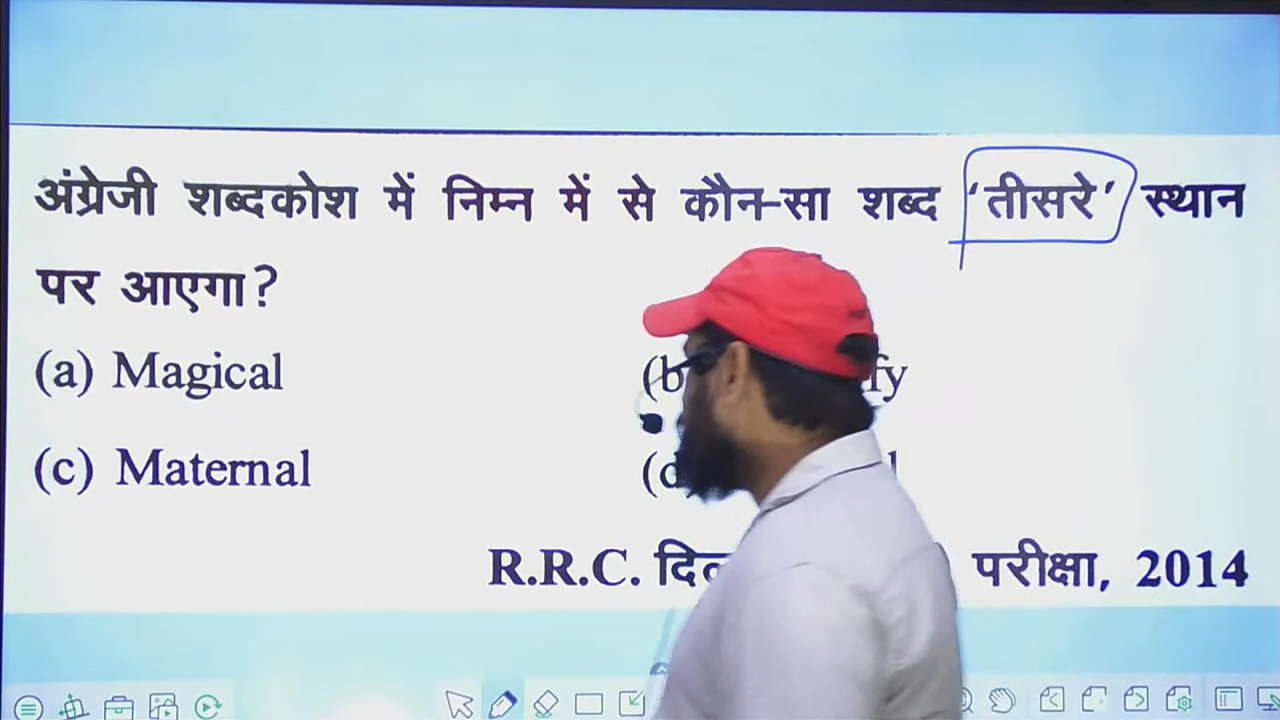 अंग्रेजी शब्दकोश में निम्न में से कौन-सा शब्द ‘तीसरे’ स्थान
पर आएगा?
(a) Magical
(c) Maternal
R.R.C. परीक्षा, 2014